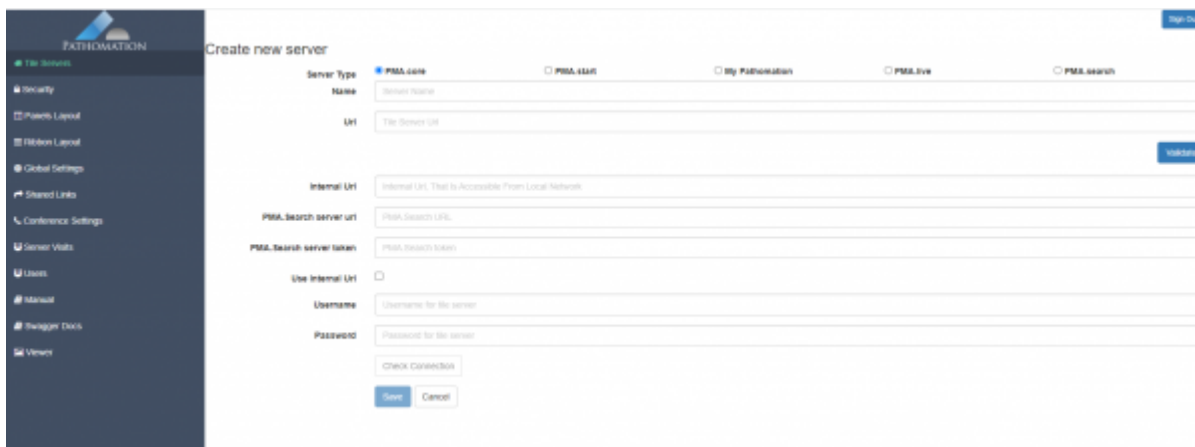 Sign Ou
PATHOMATION
Tile Servers
Security
Panels Layout
Ribbon Layout
Global Settings
Shared Links
Conference Settings
Server Visits
Users
Manual
Swagger Docs
Viewer
Create new server
Server Type PMA.core PMA.start My Pathomation PMA.live PMA.search
Name Server Name
Url Tile Server Url
Validate
Internal Url Internal Url, That Is Accessible From Local Network
PMA.Search server url PMA.Search URL
PMA.Search server token PMA.Search token
Use Internal Url
Username Username for tile server
Password Password for tile server
Check Connection
Save Cancel